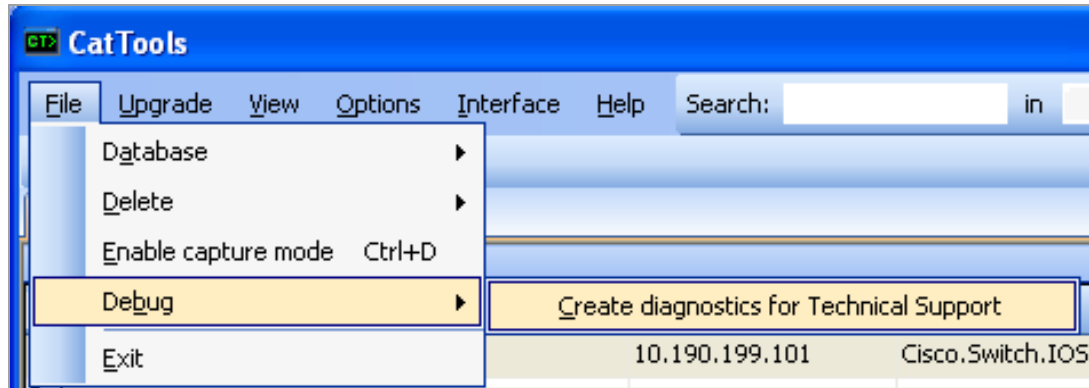 CT> CatTools
File Upgrade View Options Interface Help Search: in
Database
Delete
Enable capture mode Ctrl+D
Debug Create diagnostics for Technical Support
Exit 10.190.199.101 Cisco.Switch.IOS